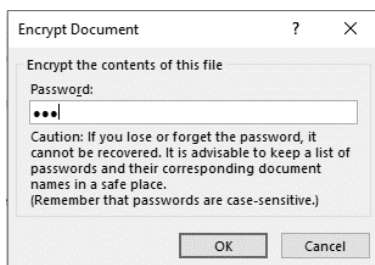 Encrypt Document ? ×
Encrypt the contents of this file
Password:
•••
Caution: If you lose or forget the password, it
cannot be recovered. It is advisable to keep a list of
passwords and their corresponding document
names in a safe place.
(Remember that passwords are case-sensitive.)
OK Cancel